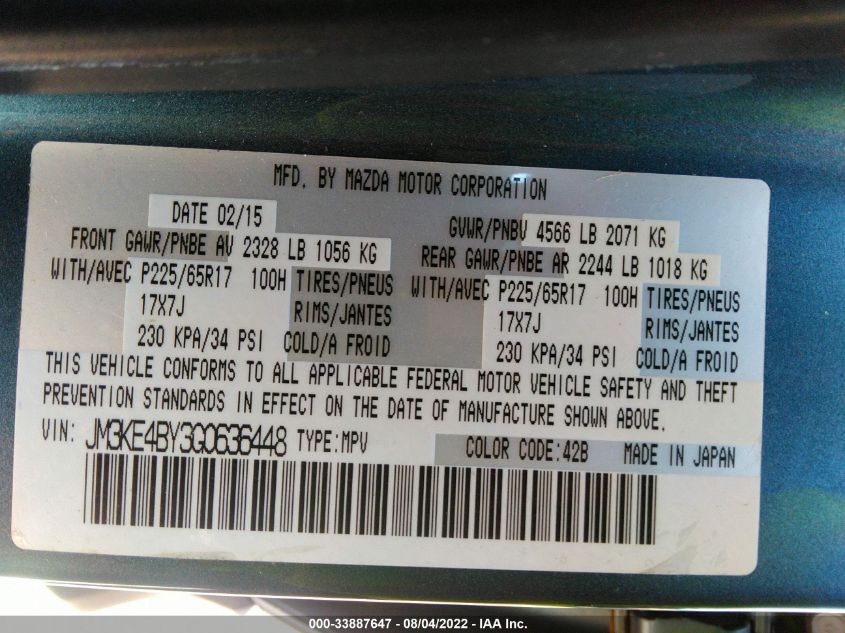 MFD. BY MAZDA MOTOR CORPORATION
DATE 02/15 GVWR/PNBV 4566 LB 2071 KG
FRONT GAWR/PNBE AV 2328 LB 1056 KG REAR GAWR/PNBE AR 2244 LB 1018 KG
WITH/AVEC P225/65R17 100H TIRES/PNEUS WITH/AVEC P225/65R17 100H TIRES/PNEUS
17X7J RIMS/JANTES 17X7J RIMS/JANTES
230 KPA/34 PSI COLD/A FROID 230 KPA/34 PSI COLD/A FROID
THIS VEHICLE CONFORMS TO ALL APPLICABLE FEDERAL MOTOR VEHICLE SAFETY AND THEFT
PREVENTION STANDARDS IN EFFECT ON THE DATE OF MANUFACTURE SHOWN ABOVE.
VIN: JM3KE4BY3G0636448 TYPE:MPV COLOR CODE:42B MADE IN JAPAN
000-33887647 - 08/04/2022 - IAA Inc.